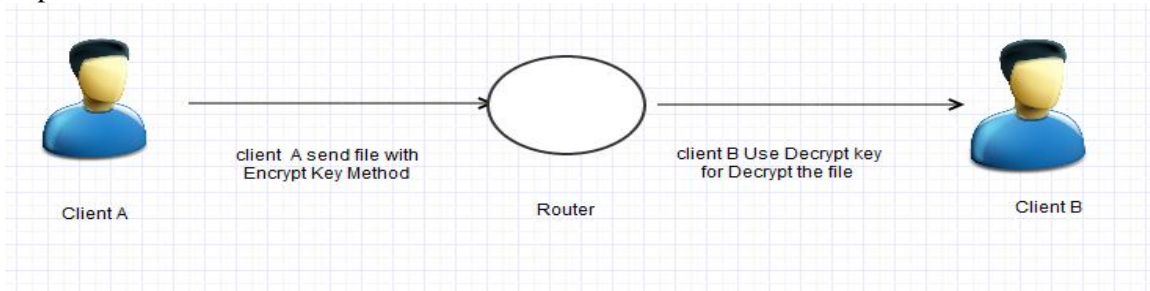 client A send file with
Encrypt Key Method
client B Use Decrypt key
for Decrypt the file
Client A
Router
Client B